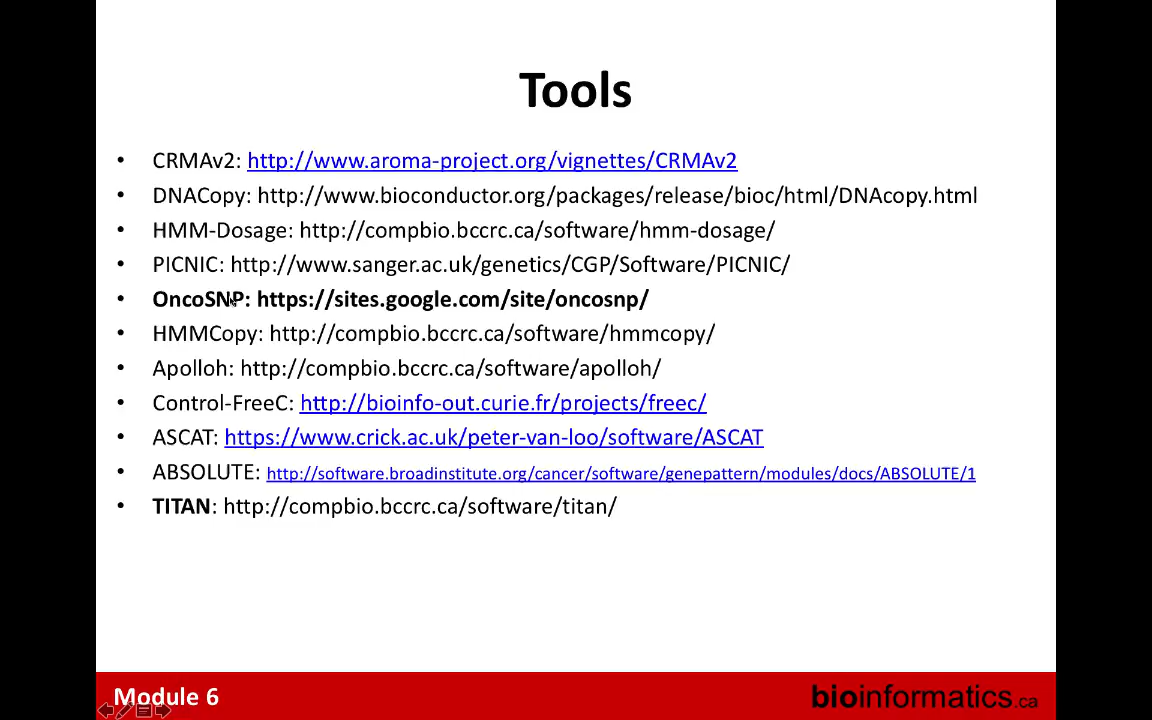 Tools
• CRMAv2: http://www.aroma-project.org/vignettes/CRMAv2
• DNACopy: http://www.bioconductor.org/packages/release/bioc/html/DNAcopy.html
• HMM-Dosage: http://compbio.bccrc.ca/software/hmm-dosage/
• PICNIC: http://www.sanger.ac.uk/genetics/CGP/Software/PICNIC/
• OncoSNP: https://sites.google.com/site/oncosnp/
• HMMCopy: http://compbio.bccrc.ca/software/hmmcopy/
• Apolloh: http://compbio.bccrc.ca/software/apolloh/
• Control-FreeC: http://bioinfo-out.curie.fr/projects/freec/
• ASCAT: https://www.crick.ac.uk/peter-van-loo/software/ASCAT
• ABSOLUTE: http://software.broadinstitute.org/cancer/software/genepattern/modules/docs/ABSOLUTE/1
• TITAN: http://compbio.bccrc.ca/software/titan/
Module 6
bioinformatics.ca